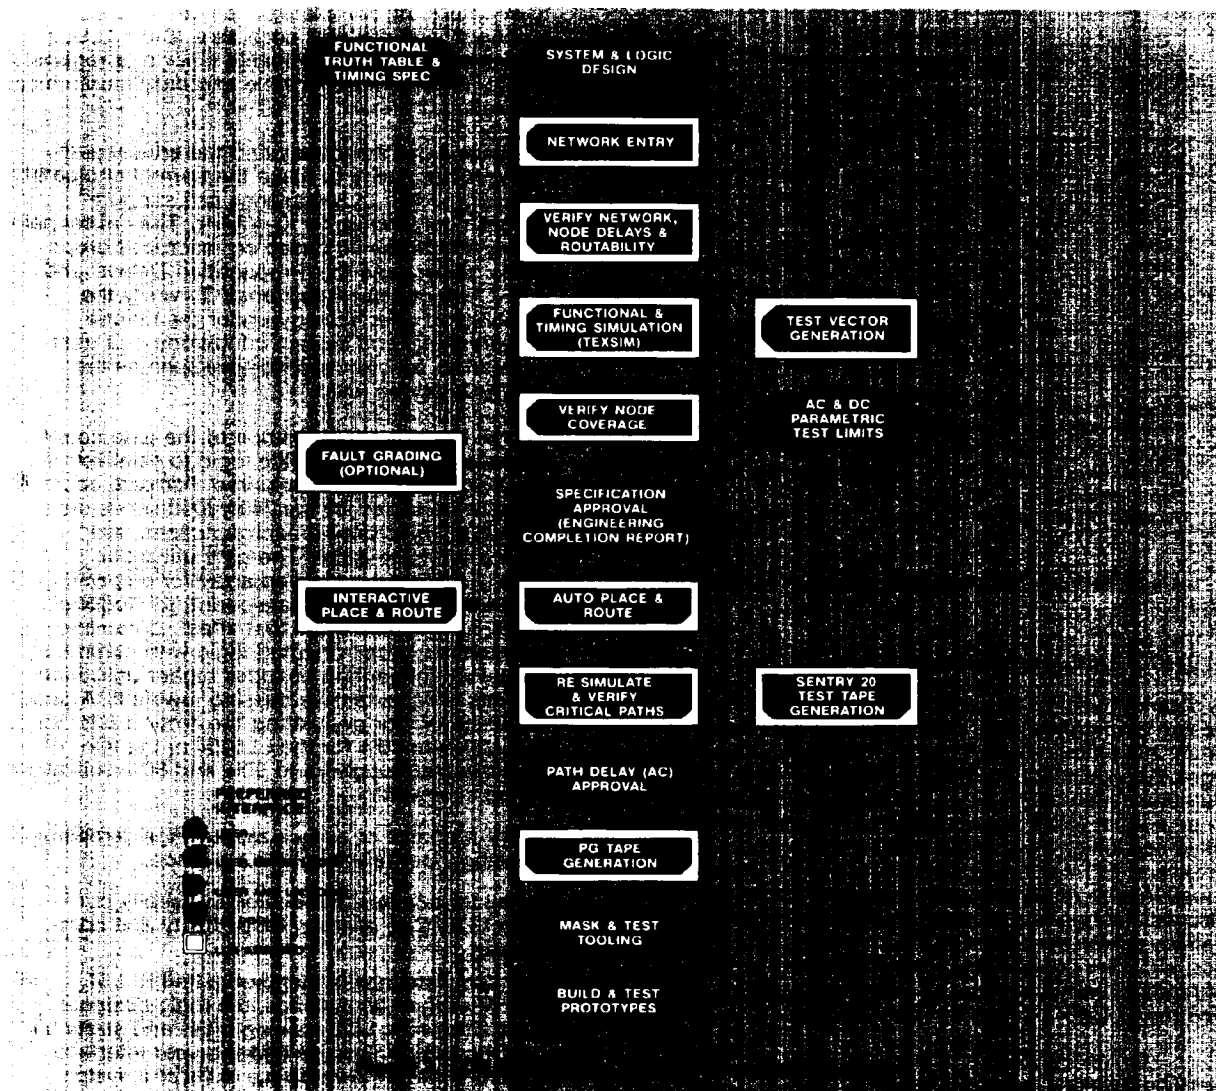 FUNCTIONAL
TRUTH TABLE &
TIMING SPEC
SYSTEM & LOGIC
DESIGN
NETWORK ENTRY
VERIFY NETWORK,
NODE DELAYS &
ROUTABILITY
FUNCTIONAL &
TIMING SIMULATION
(TEXSIM)
TEST VECTOR
GENERATION
VERIFY NODE
COVERAGE
AC & DC
PARAMETRIC
TEST LIMITS
FAULT GRADING
(OPTIONAL)
SPECIFICATION
APPROVAL
(ENGINEERING
COMPLETION REPORT)
INTERACTIVE
PLACE & ROUTE
AUTO PLACE &
ROUTE
RE SIMULATE
& VERIFY
CRITICAL PATHS
SENTRY 20
TEST TAPE
GENERATION
PATH DELAY (AC)
APPROVAL
PG TAPE
GENERATION
MASK & TEST
TOOLING
BUILD & TEST
PROTOTYPES